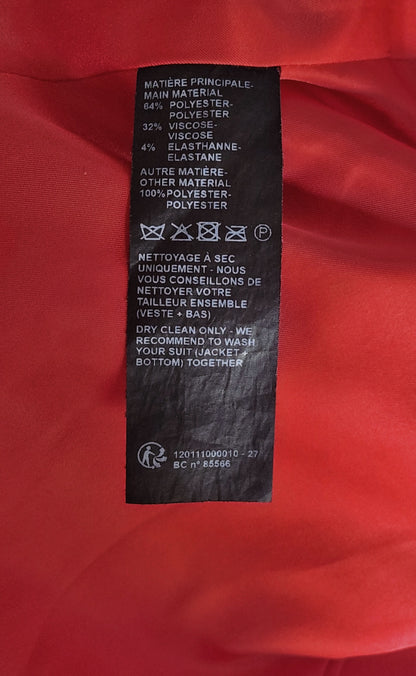 MATIÈRE PRINCIPALE-
MAIN MATERIAL
64% POLYESTER-
POLYESTER
32% VISCOSE-
VISCOSE
4% ELASTHANNE-
ELASTANE
AUTRE MATIÈRE-
OTHER MATERIAL
100% POLYESTER-
POLYESTER
P
NETTOYAGE À SEC
UNIQUEMENT - NOUS
VOUS CONSEILLONS DE
NETTOYER VOTRE
TAILLEUR ENSEMBLE
(VESTE + BAS)
DRY CLEAN ONLY - WE
RECOMMEND TO WASH
YOUR SUIT (JACKET +
BOTTOM) TOGETHER
120111000010 - 27
BC n° 85566